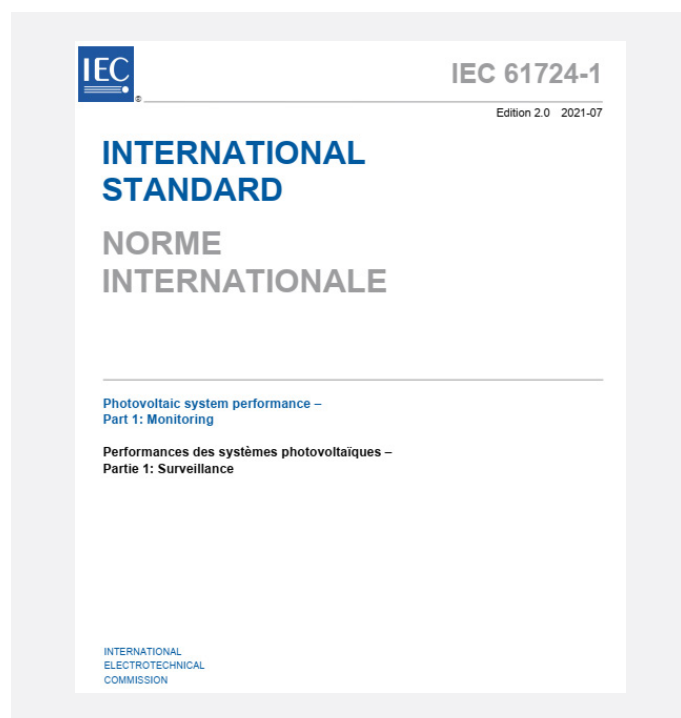 IEC
®
IEC 61724-1
Edition 2.0 2021-07
INTERNATIONAL
STANDARD
NORME
INTERNATIONALE
Photovoltaic system performance –
Part 1: Monitoring
Performances des systèmes photovoltaïques –
Partie 1: Surveillance
INTERNATIONAL
ELECTROTECHNICAL
COMMISSION